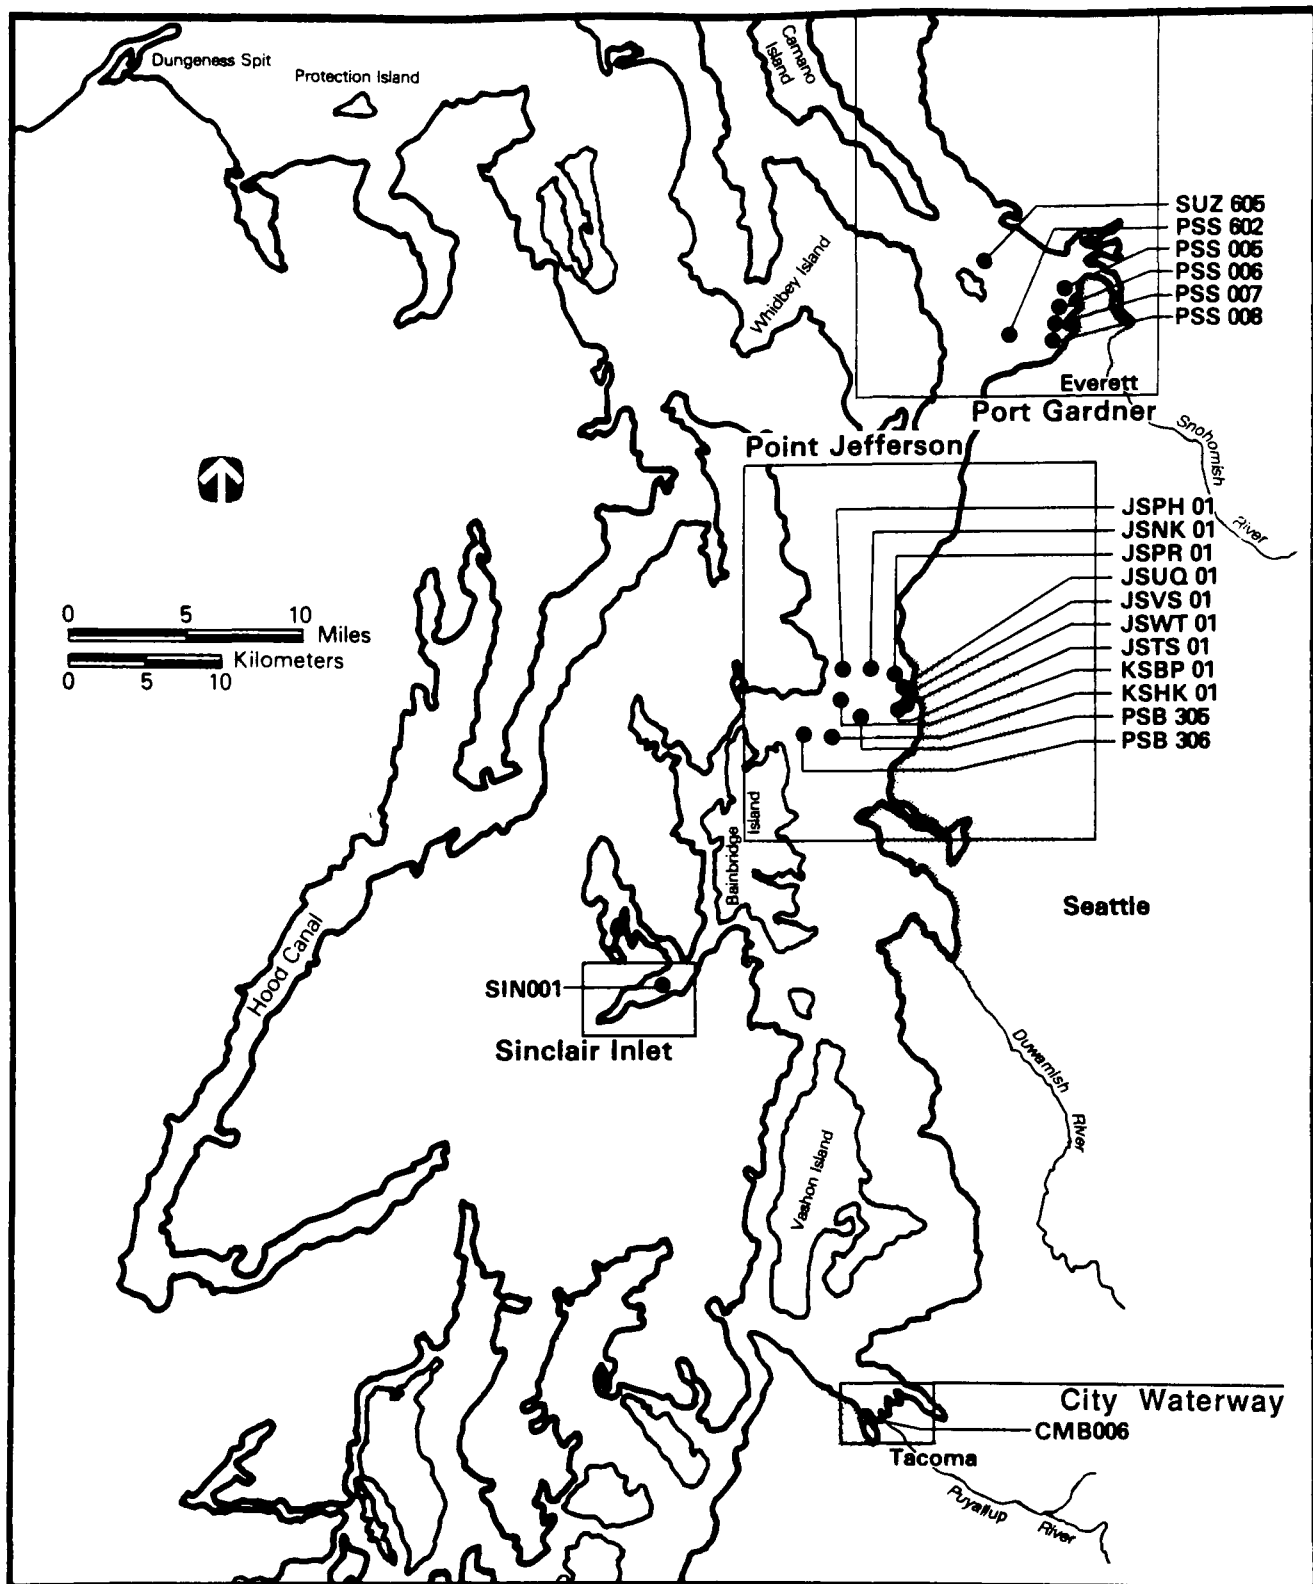 Dungeness Spit
Protection Island
Camano
Island
SUZ 605
PSS 602
PSS 005
PSS 006
PSS 007
PSS 008
Whidbey Island
Everett
Port Gardner
Snohomish
River
Point Jefferson
JSPH 01
JSNK 01
JSPR 01
JSUQ 01
JSVS 01
JSWT 01
JSTS 01
KSBP 01
KSHK 01
PSB 305
PSB 306
0 5 10
Miles
Kilometers
0 5 10
Bainbridge
Island
Seattle
Hood Canal
SIN001
Sinclair Inlet
Duwamish
River
Vashon Island
City Waterway
CMB006
Tacoma
Puyallup
River